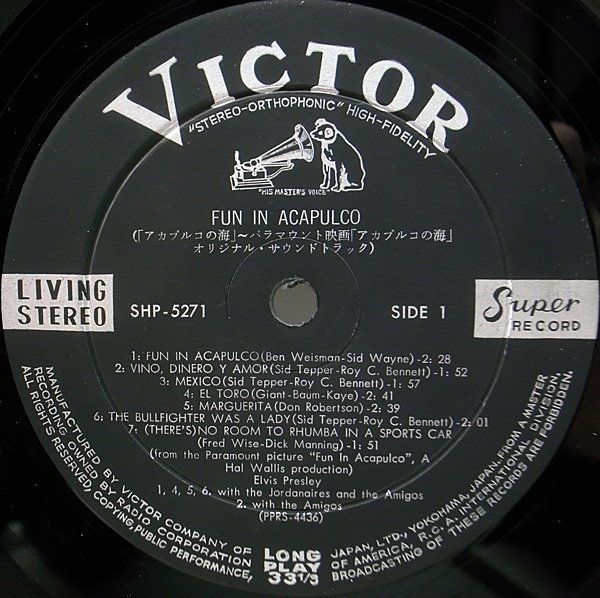 VICTOR
"STEREO-ORTHOPHONIC" HIGH-FIDELITY
"HIS MASTER'S VOICE"
FUN IN ACAPULCO
(「アカプルコの海」〜パラマウント映画「アカプルコの海」
オリジナル・サウンドトラック)
LIVING
STEREO
SHP-5271
SIDE 1
Super
RECORD
1: FUN IN ACAPULCO(Ben Weisman-Sid Wayne)-2: 28
2: VINO, DINERO Y AMOR(Sid Tepper-Roy C. Bennett)-1: 52
3: MEXICO(Sid Tepper-Roy C. Bennett)-1: 57
4: EL TORO(Giant-Baum-Kaye)-2: 41
5: MARGUERITA(Don Robertson)-2: 39
6: THE BULLFIGHTER WAS A LADY(Sid Tepper-Roy C. Bennett)-2: 01
7: (THERE'S)NO ROOM TO RHUMBA IN A SPORTS CAR
(Fred Wise-Dick Manning)-1: 51
(from the Paramount picture "Fun In Acapulco", A
Hal Wallis production)
Elvis Presley
1, 4, 5, 6, with the Jordanaires and the Amigos
2. with the Amigos
(PPRS-4436)
MANUFACTURED BY VICTOR COMPANY OF JAPAN, LTD., YOKOHAMA, JAPAN. FROM A MASTER
RECORDING OWNED BY RADIO CORPORATION OF AMERICA, R.C.A. INTERNATIONAL DIVISION.
ALL RIGHTS RESERVED, COPYING, PUBLIC PERFORMANCE, BROADCASTING OF THESE RECORDS ARE FORBIDDEN.
LONG
PLAY
33 1/3